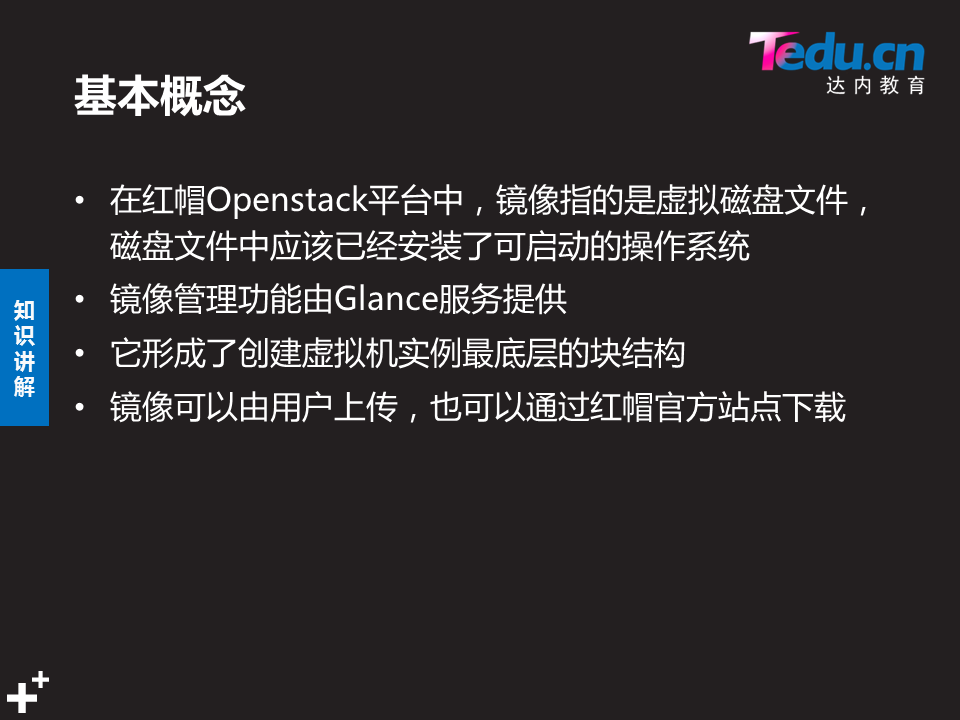 Tedu.cn
达内教育
基本概念
• 在红帽Openstack平台中，镜像指的是虚拟磁盘文件，
磁盘文件中应该已经安装了可启动的操作系统
• 镜像管理功能由Glance服务提供
• 它形成了创建虚拟机实例最底层的块结构
• 镜像可以由用户上传，也可以通过红帽官方站点下载
知
识
讲
解